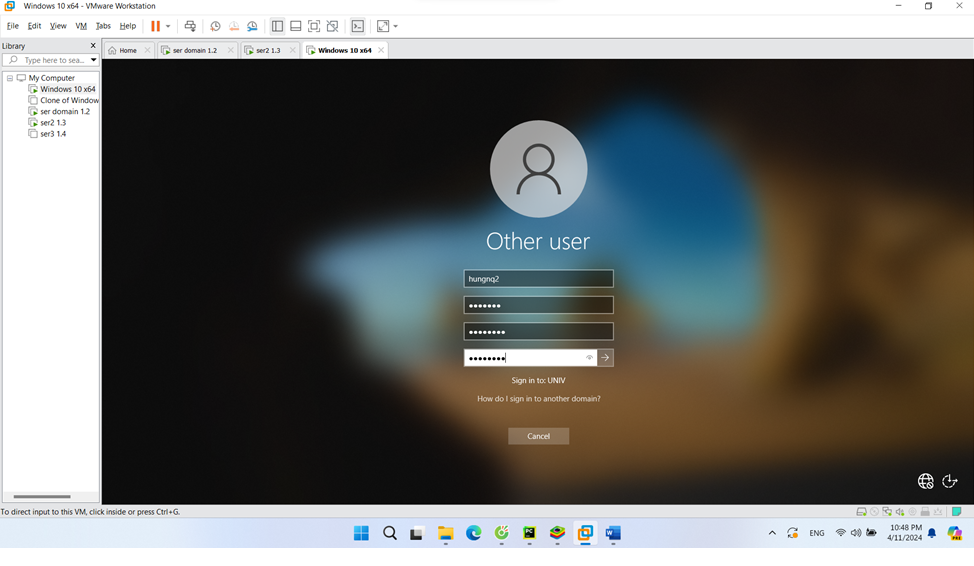 Windows 10 x64 - VMware Workstation
File Edit View VM Tabs Help
Library
Type here to sea...
Home
ser domain 1.2
ser2 1.3
Windows 10 x64
My Computer
Windows 10 x64
Clone of Window
ser domain 1.2
ser2 1.3
ser3 1.4
Other user
hungnq2
Sign in to: UNIV
How do I sign in to another domain?
Cancel
To direct input to this VM, click inside or press Ctrl+G.
ENG
10:48 PM
4/11/2024